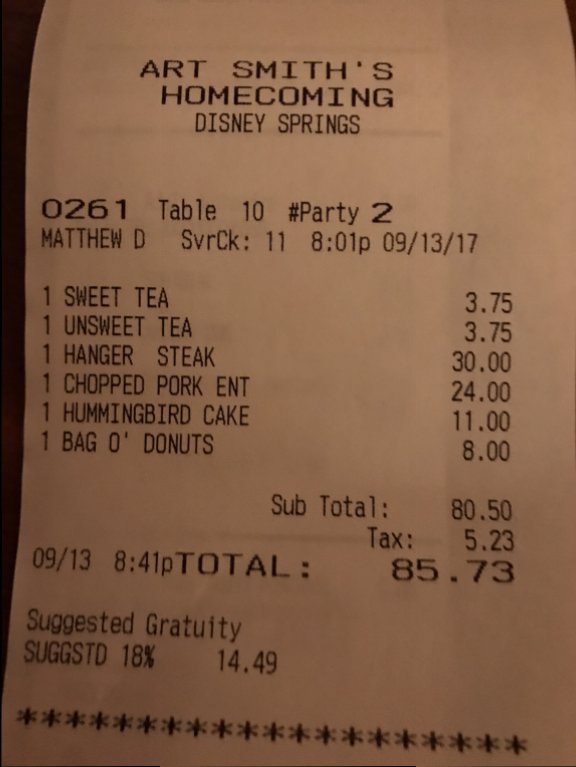 ART SMITH'S
HOMECOMING
DISNEY SPRINGS
0261 Table 10 #Party 2
MATTHEW D SvrCk: 11 8:01p 09/13/17
1 SWEET TEA 3.75
1 UNSWEET TEA 3.75
1 HANGER STEAK 30.00
1 CHOPPED PORK ENT 24.00
1 HUMMINGBIRD CAKE 11.00
1 BAG O' DONUTS 8.00
Sub Total: 80.50
Tax: 5.23
09/13 8:41pTOTAL: 85.73
Suggested Gratuity
SUGGSTD 18% 14.49
**********************